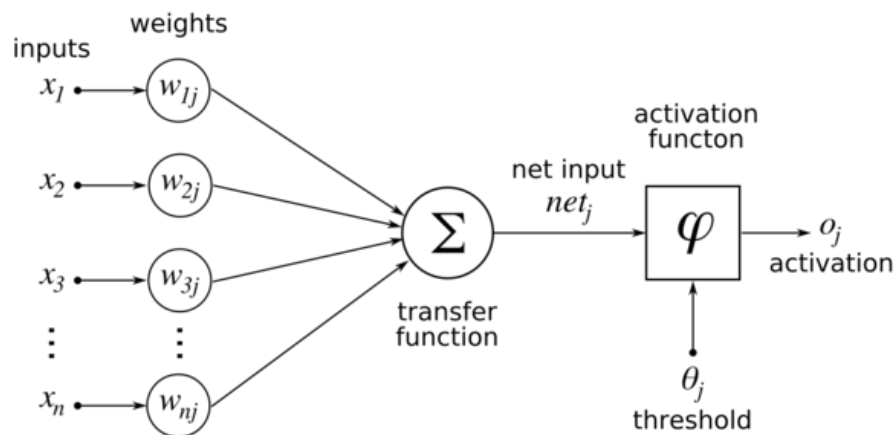 weights
inputs
x₁
w₁ⱼ
x₂
w₂ⱼ
x₃
w₃ⱼ
⋮ ⋮
xₙ
wₙⱼ
Σ
transfer
function
net input
netⱼ
activation
functon
φ
oⱼ
activation
θⱼ
threshold